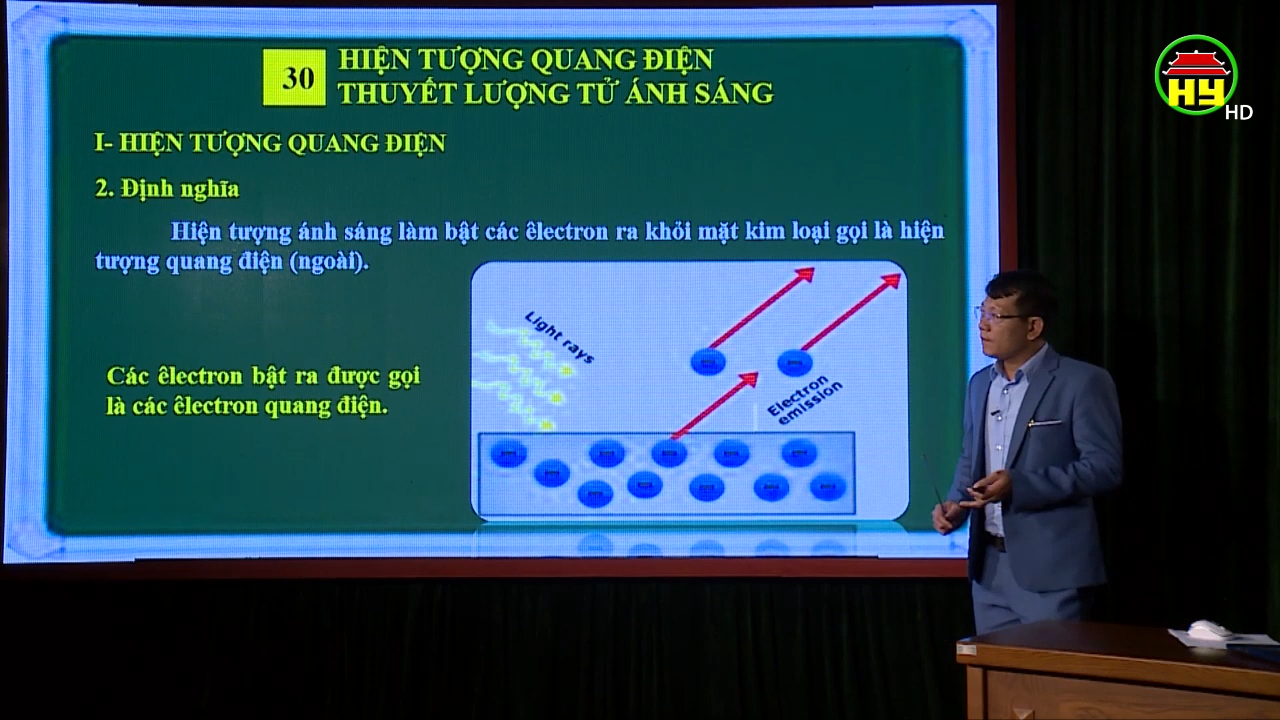 HY
HD
30
HIỆN TƯỢNG QUANG ĐIỆN
THUYẾT LƯỢNG TỬ ÁNH SÁNG
I- HIỆN TƯỢNG QUANG ĐIỆN
2. Định nghĩa
Hiện tượng ánh sáng làm bật các êlectron ra khỏi mặt kim loại gọi là hiện
tượng quang điện (ngoài).
Light rays
Các êlectron bật ra được gọi
là các êlectron quang điện.
Electron
emission